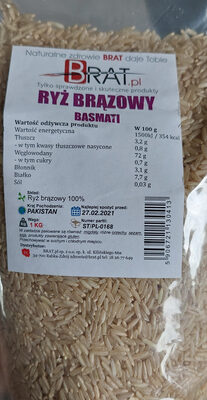 Naturalne zdrowie BRAT daje Tobie
BRAT.pl
Tylko sprawdzone i skuteczne produkty
RYŻ BRĄZOWY
BASMATI
Wartość odżywcza produktu W 100 g
Wartość energetyczna 1500kj / 354 kcal
Tłuszcz 3,2 g
- w tym kwasy tłuszczowe nasycone 0,8 g
Węglowodany 72 g
- w tym cukry 0,7 g
Błonnik 3,1 g
Białko 7,7 g
Sól 0,03 g
Skład:
Ryż brązowy 100%
Kraj Pochodzenia: Najlepiej spożyć przed:
PAKISTAN 27.02.2021
Waga: Numer partii:
1 KG ST/PL-0168
5906721130413